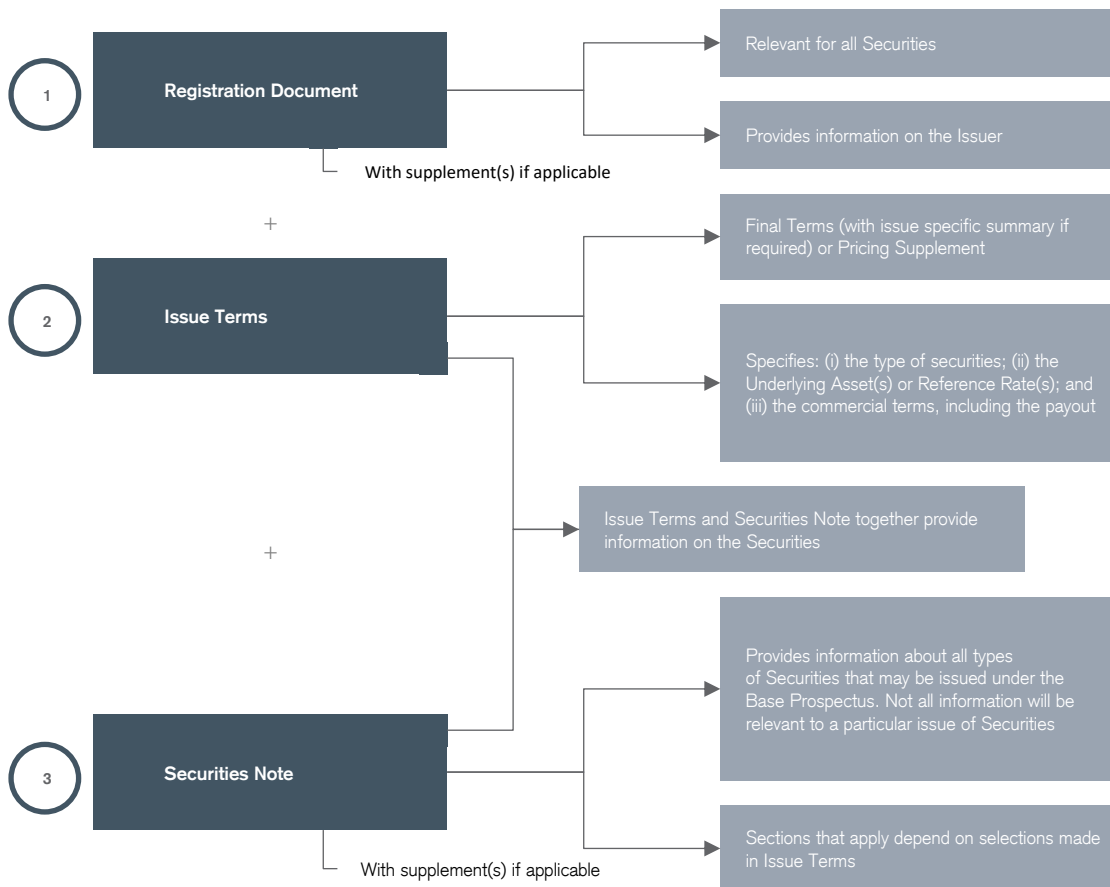 1
Registration Document
Relevant for all Securities
Provides information on the Issuer
With supplement(s) if applicable
+
2
Issue Terms
Final Terms (with issue specific summary if
required) or Pricing Supplement
Specifies: (i) the type of securities; (ii) the
Underlying Asset(s) or Reference Rate(s); and
(iii) the commercial terms, including the payout
Issue Terms and Securities Note together provide
information on the Securities
+
3
Securities Note
Provides information about all types
of Securities that may be issued under the
Base Prospectus. Not all information will be
relevant to a particular issue of Securities
Sections that apply depend on selections made
in Issue Terms
With supplement(s) if applicable